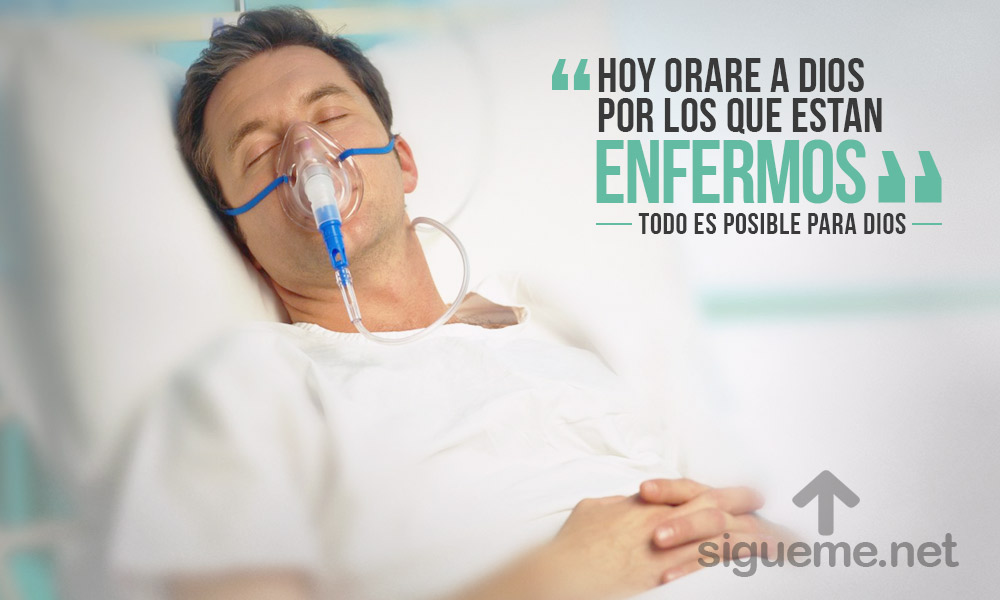 “HOY ORARE A DIOS
POR LOS QUE ESTAN
ENFERMOS”
TODO ES POSIBLE PARA DIOS
sigueme.net